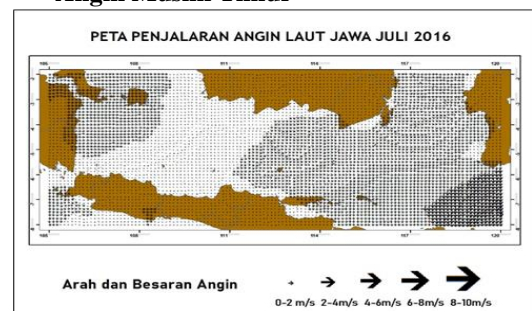 Angin Musim Timur
PETA PENJALARAN ANGIN LAUT JAWA JULI 2016
105 108 111 114 117 120
105 108 111 114 117 120
Arah dan Besaran Angin
0-2 m/s 2-4m/s 4-6m/s 6-8m/s 8-10m/s